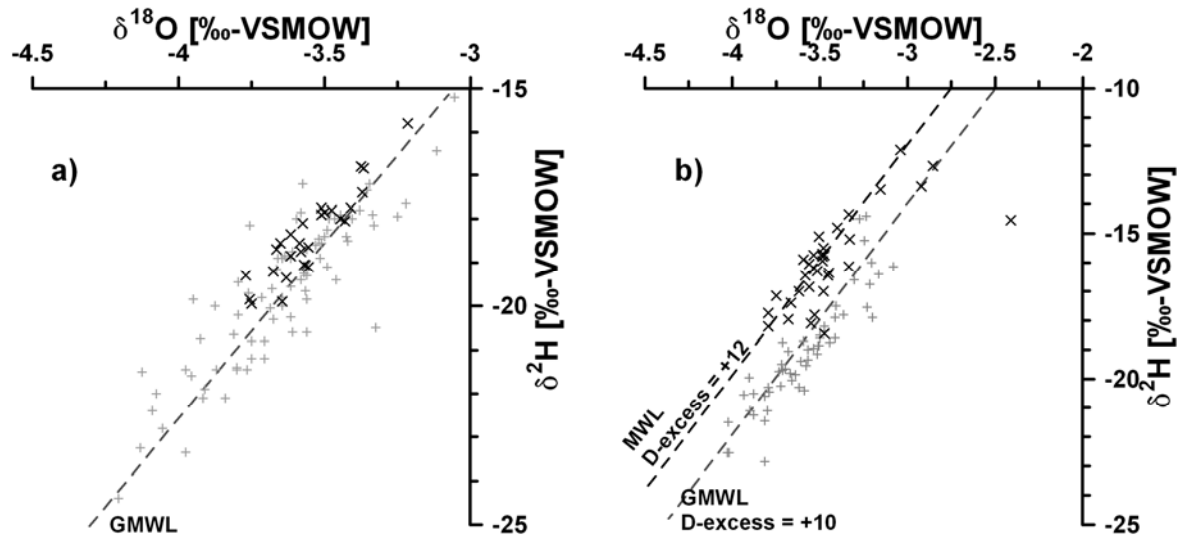 δ¹⁸O [‰-VSMOW]
-4.5 -4 -3.5 -3
-15
-20
-25
δ²H [‰-VSMOW]
a)
GMWL
δ¹⁸O [‰-VSMOW]
-4.5 -4 -3.5 -3 -2.5 -2
-10
-15
-20
-25
δ²H [‰-VSMOW]
b)
MWL
D-excess = +12
GMWL
D-excess = +10